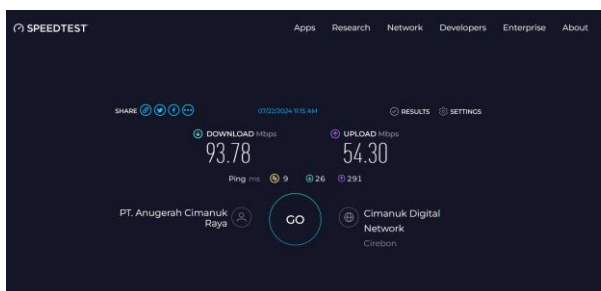 SPEEDTEST Apps Research Network Developers Enterprise About
SHARE 07/22/2024 11:15 AM RESULTS SETTINGS
DOWNLOAD Mbps UPLOAD Mbps
93.78 54.30
Ping ms 9 26 291
PT. Anugerah Cimanuk
Raya
GO
Cimanuk Digital
Network
Cirebon